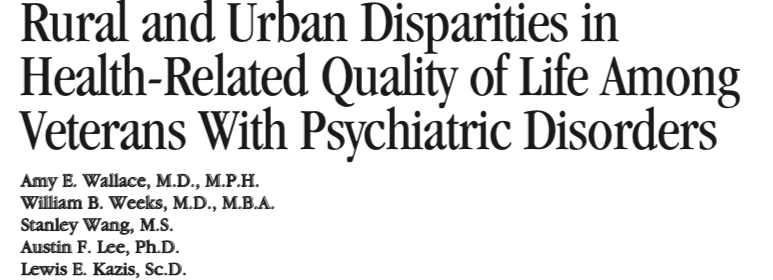 Rural and Urban Disparities in
Health-Related Quality of Life Among
Veterans With Psychiatric Disorders
Amy E. Wallace, M.D., M.P.H.
William B. Weeks, M.D., M.B.A.
Stanley Wang, M.S.
Austin F. Lee, Ph.D.
Lewis E. Kazis, Sc.D.